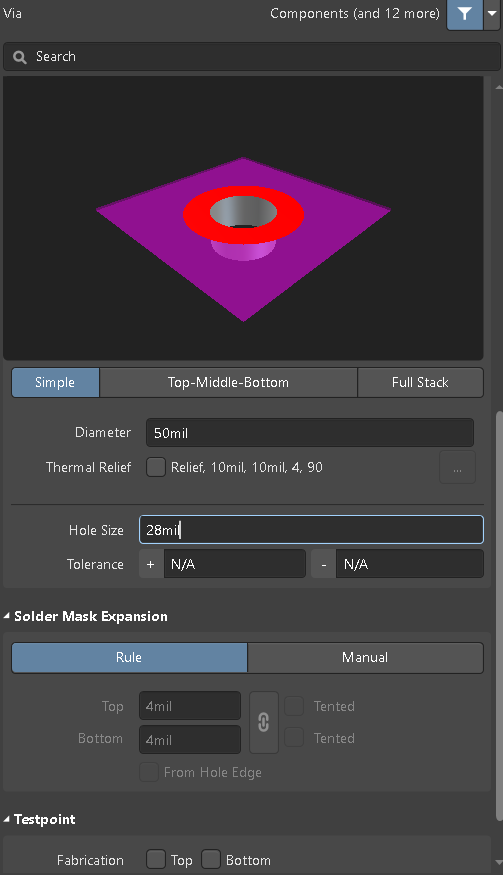 Via Components (and 12 more)
Search
Simple Top-Middle-Bottom Full Stack
Diameter 50mil
Thermal Relief Relief, 10mil, 10mil, 4, 90 ...
Hole Size 28mil
Tolerance + N/A - N/A
Solder Mask Expansion
Rule Manual
Top 4mil Tented
Bottom 4mil Tented
From Hole Edge
Testpoint
Fabrication Top Bottom